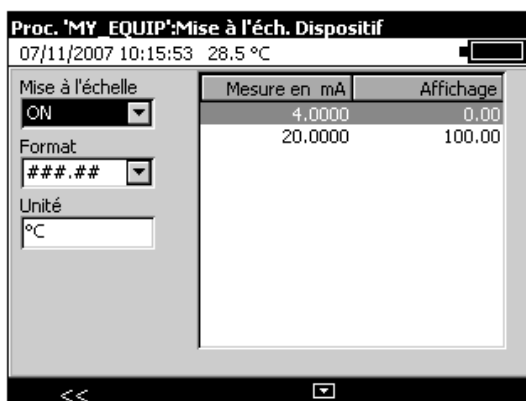 Proc. 'MY_EQUIP':Mise à l'éch. Dispositif
07/11/2007 10:15:53 28.5 °C
Mise à l'échelle
ON
Format
###.##
Unité
°C
Mesure en mA Affichage
4.0000 0.00
20.0000 100.00
<<